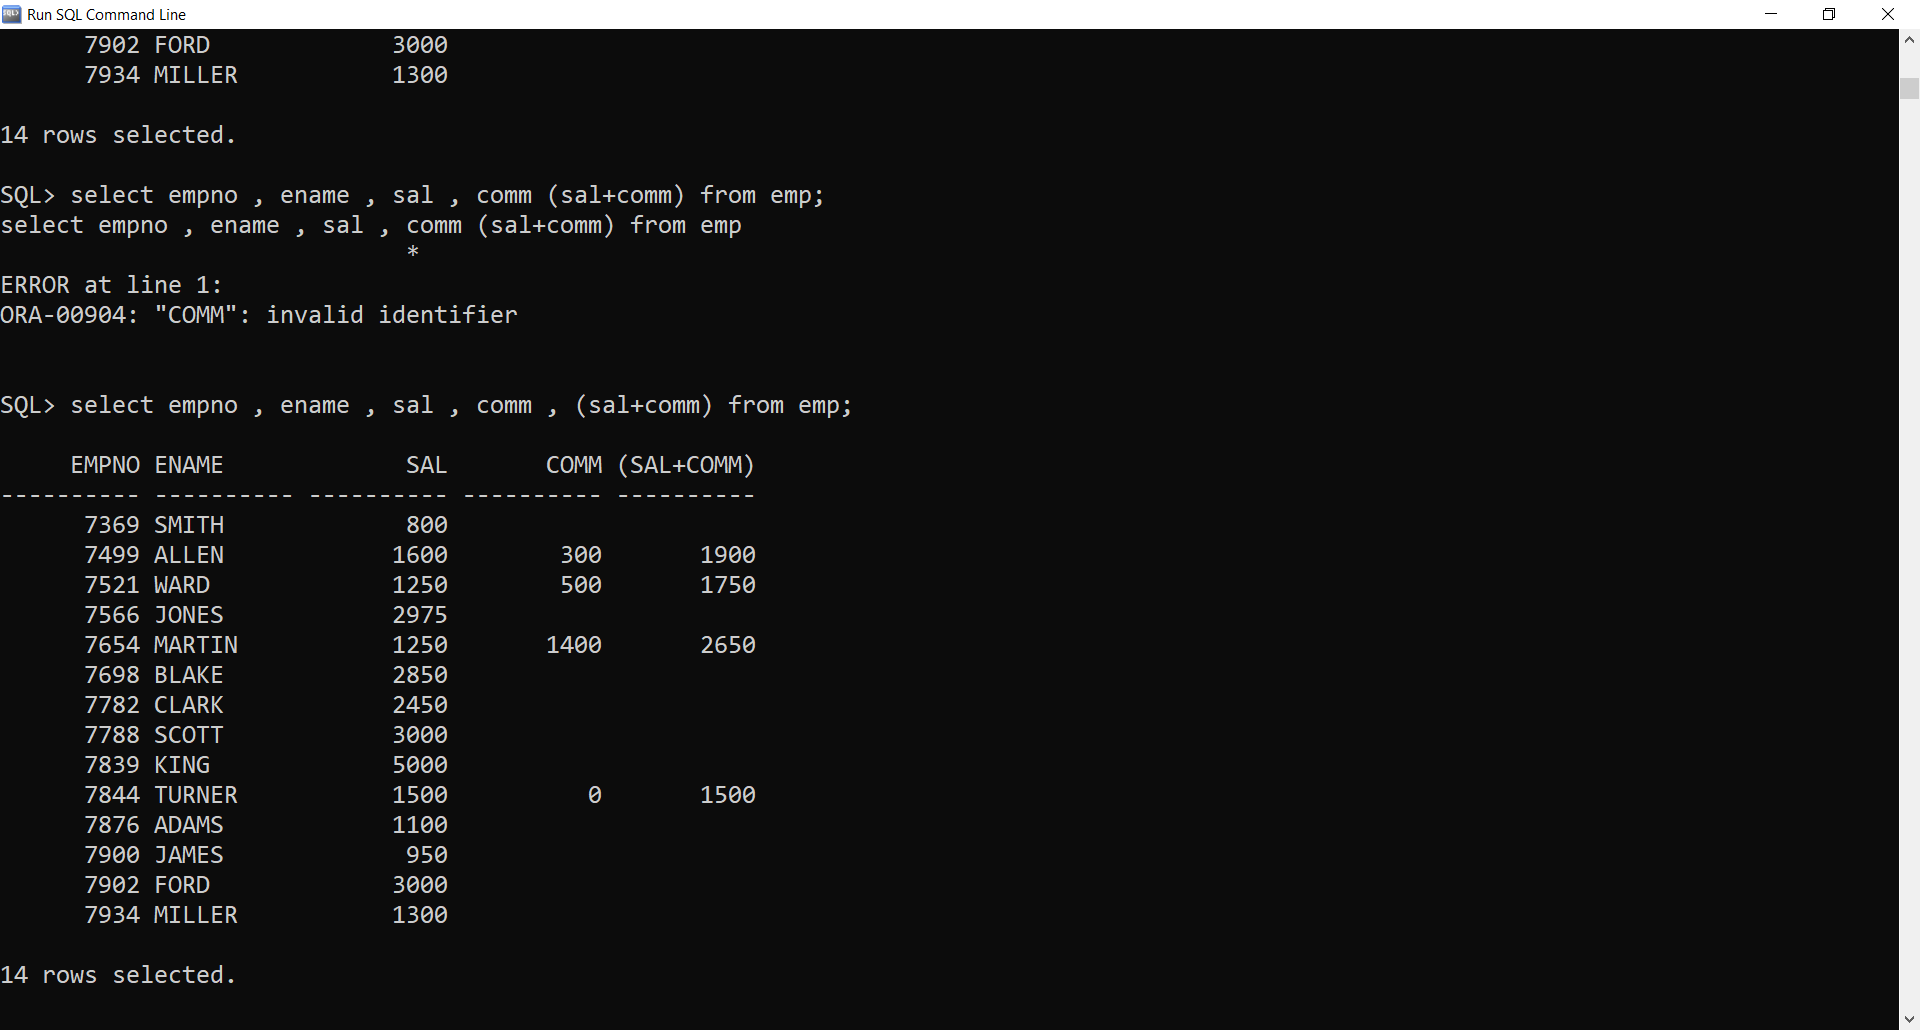 Run SQL Command Line
      7902 FORD             3000
      7934 MILLER           1300
14 rows selected.
SQL> select empno , ename , sal , comm (sal+comm) from emp;
select empno , ename , sal , comm (sal+comm) from emp
                             *
ERROR at line 1:
ORA-00904: "COMM": invalid identifier
SQL> select empno , ename , sal , comm , (sal+comm) from emp;
     EMPNO ENAME             SAL       COMM (SAL+COMM)
---------- ---------- ---------- ---------- ----------
      7369 SMITH             800
      7499 ALLEN            1600        300       1900
      7521 WARD             1250        500       1750
      7566 JONES            2975
      7654 MARTIN           1250       1400       2650
      7698 BLAKE            2850
      7782 CLARK            2450
      7788 SCOTT            3000
      7839 KING             5000
      7844 TURNER           1500          0       1500
      7876 ADAMS            1100
      7900 JAMES             950
      7902 FORD             3000
      7934 MILLER           1300
14 rows selected.